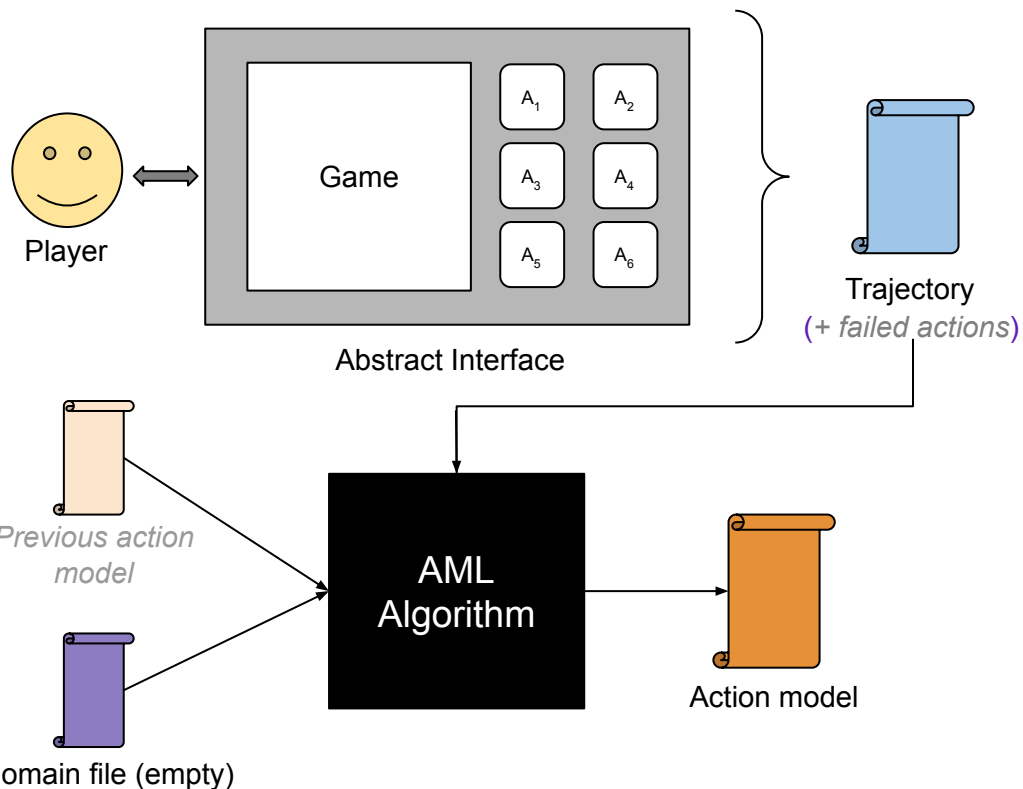 Game
A1
A2
A3
A4
A5
A6
Player
Abstract Interface
Trajectory
(+ failed actions)
Previous action
model
AML
Algorithm
Action model
omain file (empty)